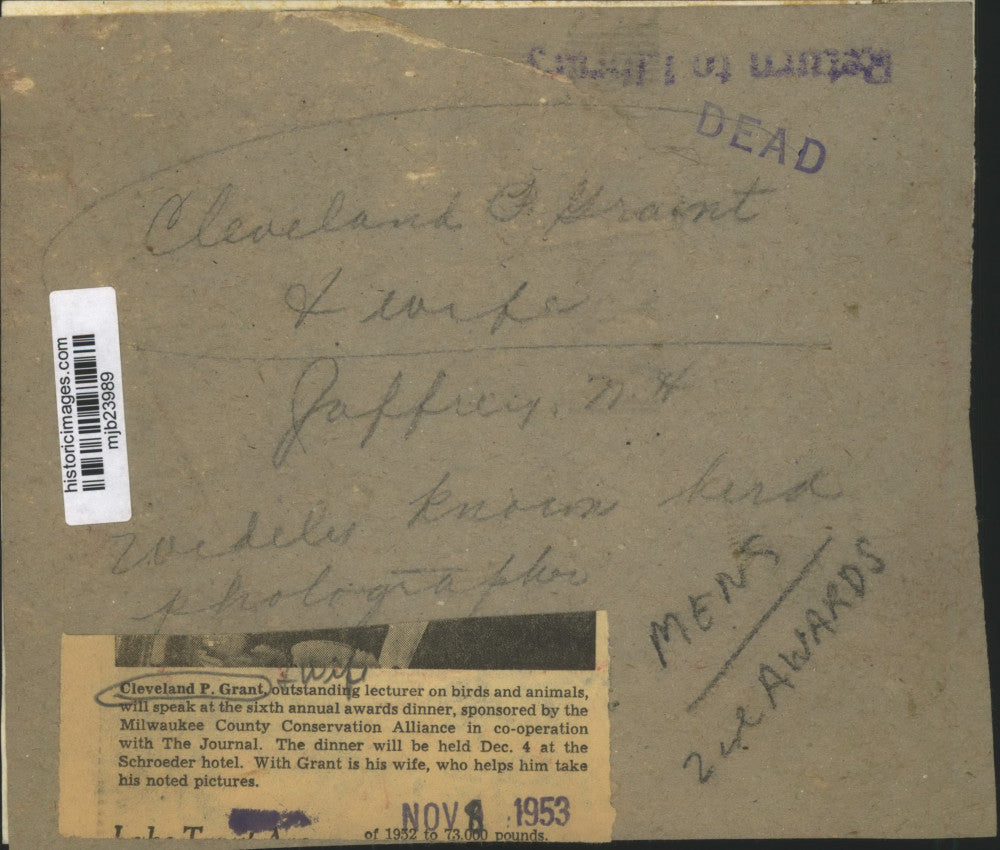 Return to Library
DEAD
Cleveland P. Grant
& wife
Jaffrey, N.H
widely known bird
photographer
historicimages.com
mjb23989
MENS
AWARDS
& wife
Cleveland P. Grant, outstanding lecturer on birds and animals,
will speak at the sixth annual awards dinner, sponsored by the
Milwaukee County Conservation Alliance in co-operation
with The Journal. The dinner will be held Dec. 4 at the
Schroeder hotel. With Grant is his wife, who helps him take
his noted pictures.
NOV 1953
of 1932 to 73,000 pounds.